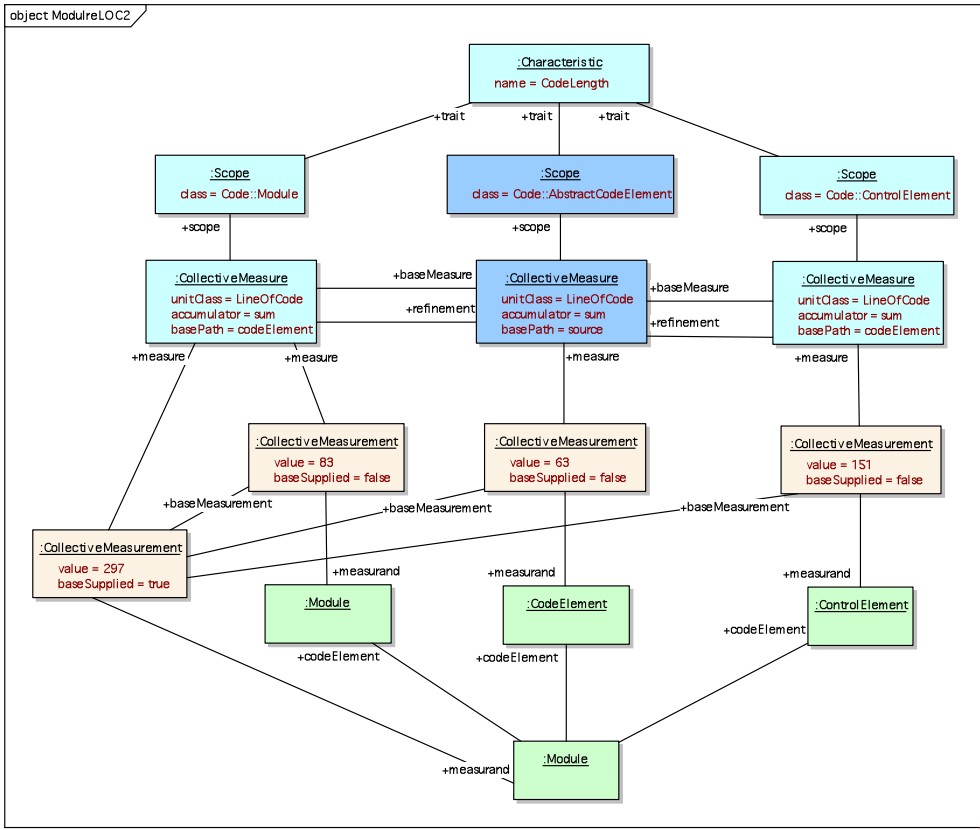 object ModulreLOC2
:Characteristic
name = CodeLength
+trait
+trait
+trait
:Scope
class = Code::Module
:Scope
class = Code::AbstractCodeElement
:Scope
class = Code::ControlElement
+scope
+scope
+scope
:CollectiveMeasure
unitClass = LineOfCode
accumulator = sum
basePath = codeElement
+baseMeasure
+refinement
:CollectiveMeasure
unitClass = LineOfCode
accumulator = sum
basePath = source
+baseMeasure
+refinement
:CollectiveMeasure
unitClass = LineOfCode
accumulator = sum
basePath = codeElement
+measure
+measure
+measure
+measure
:CollectiveMeasurement
value = 83
baseSupplied = false
:CollectiveMeasurement
value = 63
baseSupplied = false
:CollectiveMeasurement
value = 151
baseSupplied = false
+baseMeasurement
+baseMeasurement
+baseMeasurement
:CollectiveMeasurement
value = 297
baseSupplied = true
+measurand
+measurand
+measurand
:Module
:CodeElement
:ControlElement
+codeElement
+codeElement
+codeElement
+measurand
:Module